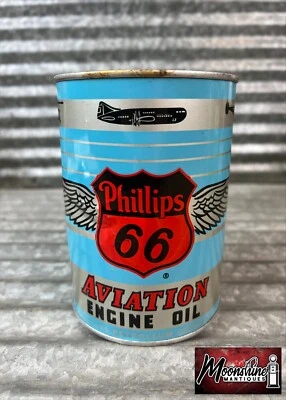 Phillips
66
®
AVIATION
ENGINE OIL
Moonshine
MANTIQUES